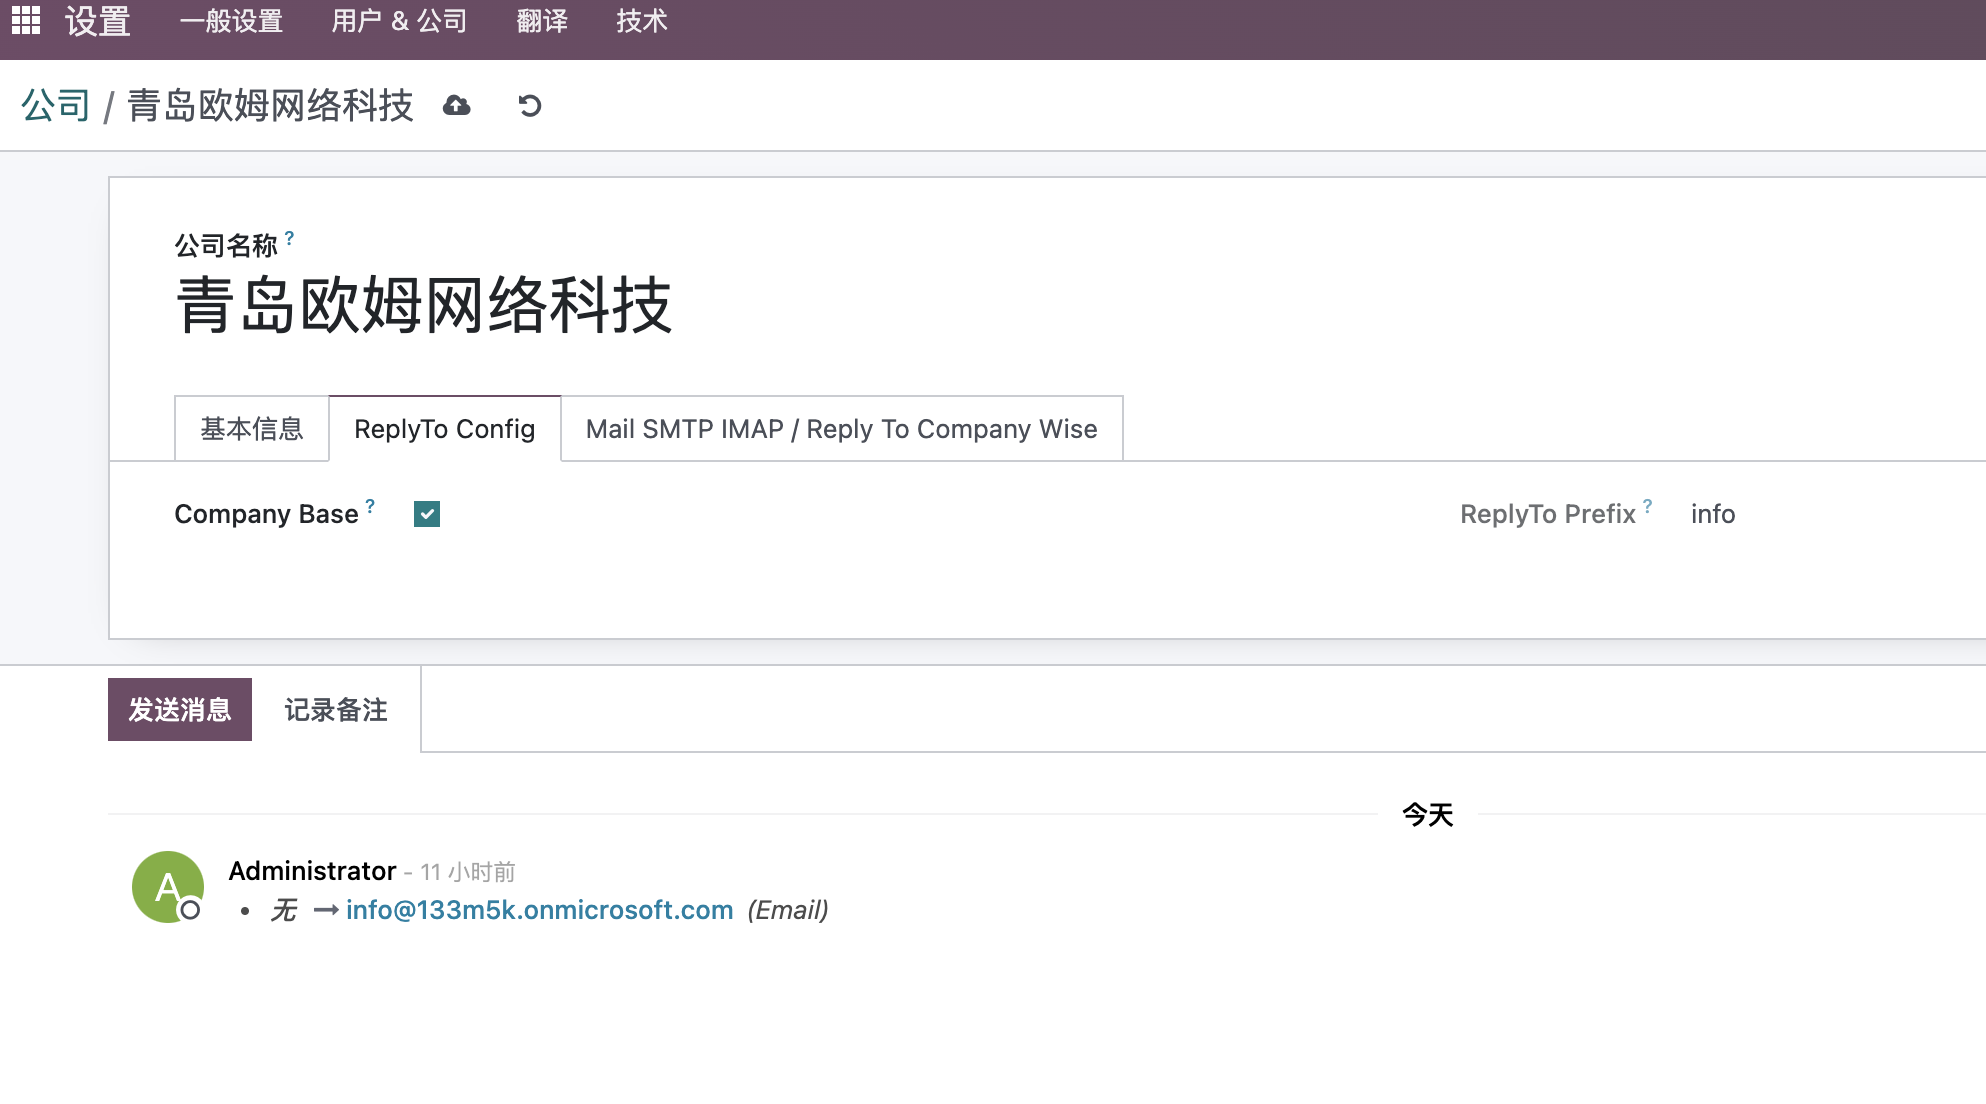 设置 一般设置 用户 & 公司 翻译 技术
公司 / 青岛欧姆网络科技
公司名称 ?
青岛欧姆网络科技
基本信息 ReplyTo Config Mail SMTP IMAP / Reply To Company Wise
Company Base ? ReplyTo Prefix ? info
发送消息 记录备注
今天
A Administrator - 11 小时前
• 无 → info@133m5k.onmicrosoft.com (Email)